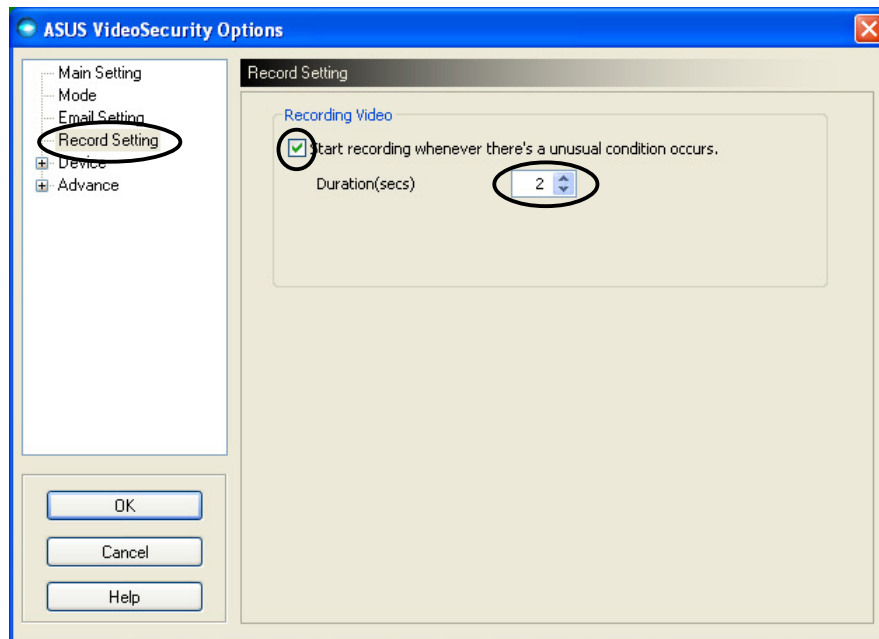 ASUS VideoSecurity Options
Main Setting
Mode
Email Setting
Record Setting
Device
Advance
OK
Cancel
Help
Record Setting
Recording Video
Start recording whenever there's a unusual condition occurs.
Duration(secs) 2